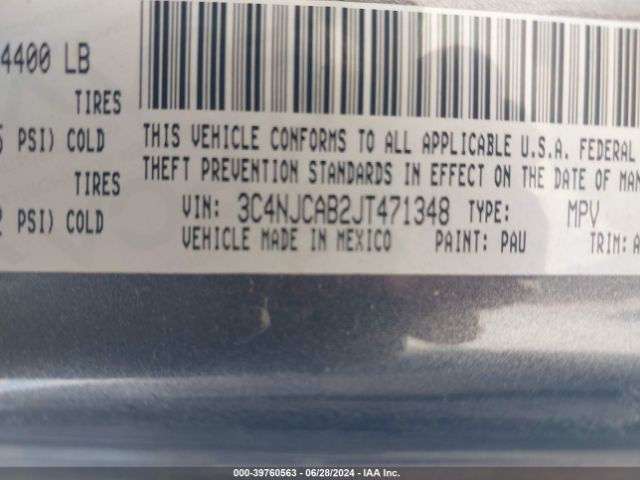 4400 LB
TIRES
PSI) COLD
TIRES
PSI) COLD
THIS VEHICLE CONFORMS TO ALL APPLICABLE U.S.A. FEDERAL
THEFT PREVENTION STANDARDS IN EFFECT ON THE DATE OF MAN
VIN: 3C4NJCAB2JT471348 TYPE: MPV
VEHICLE MADE IN MEXICO PAINT: PAU TRIM: A
000-39760563 - 06/28/2024 - IAA Inc.